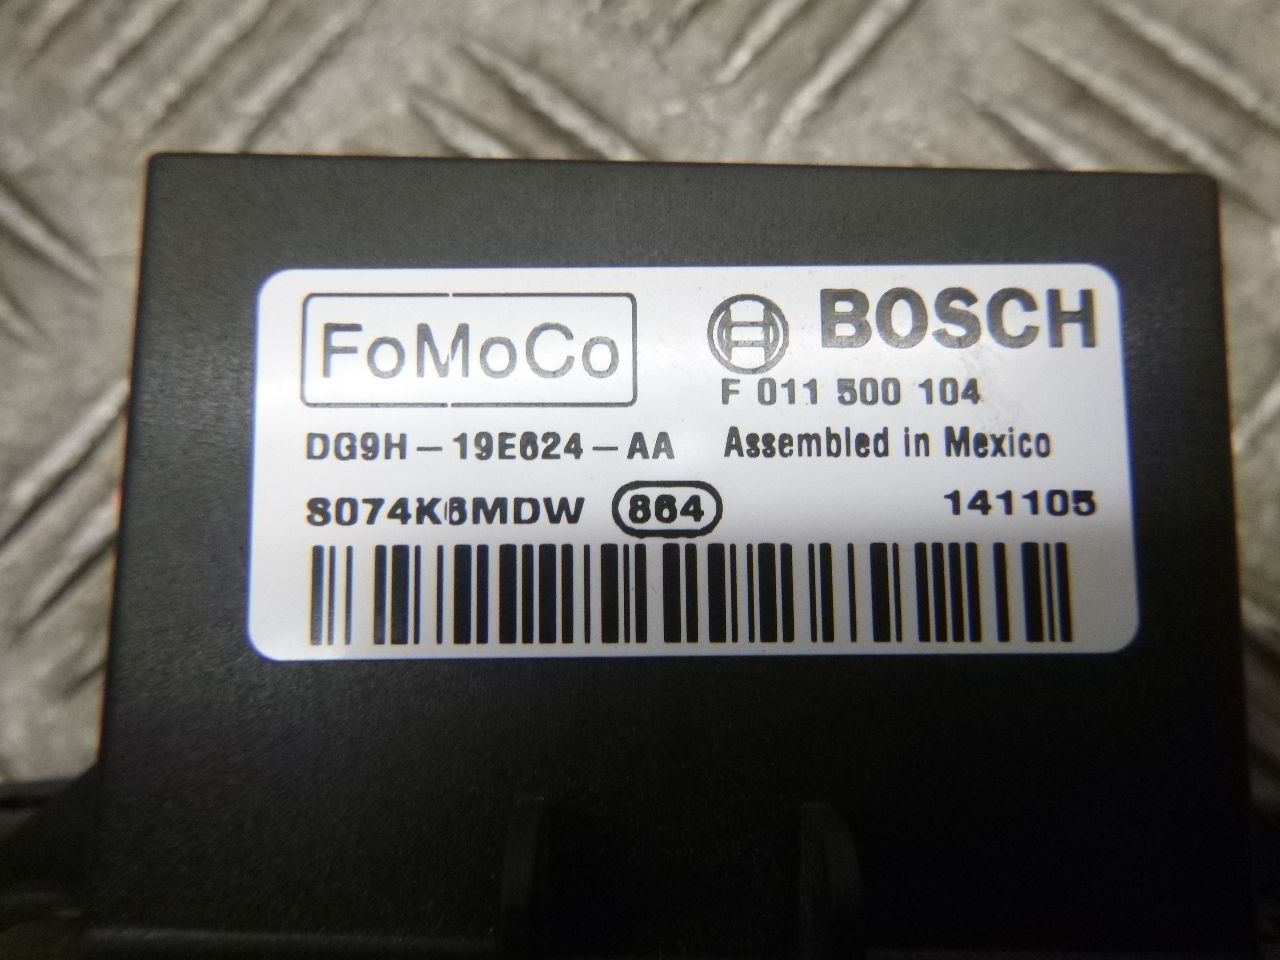 FoMoCo
BOSCH
F 011 500 104
DG9H-19E624-AA Assembled in Mexico
S074K6MDW 864 141105